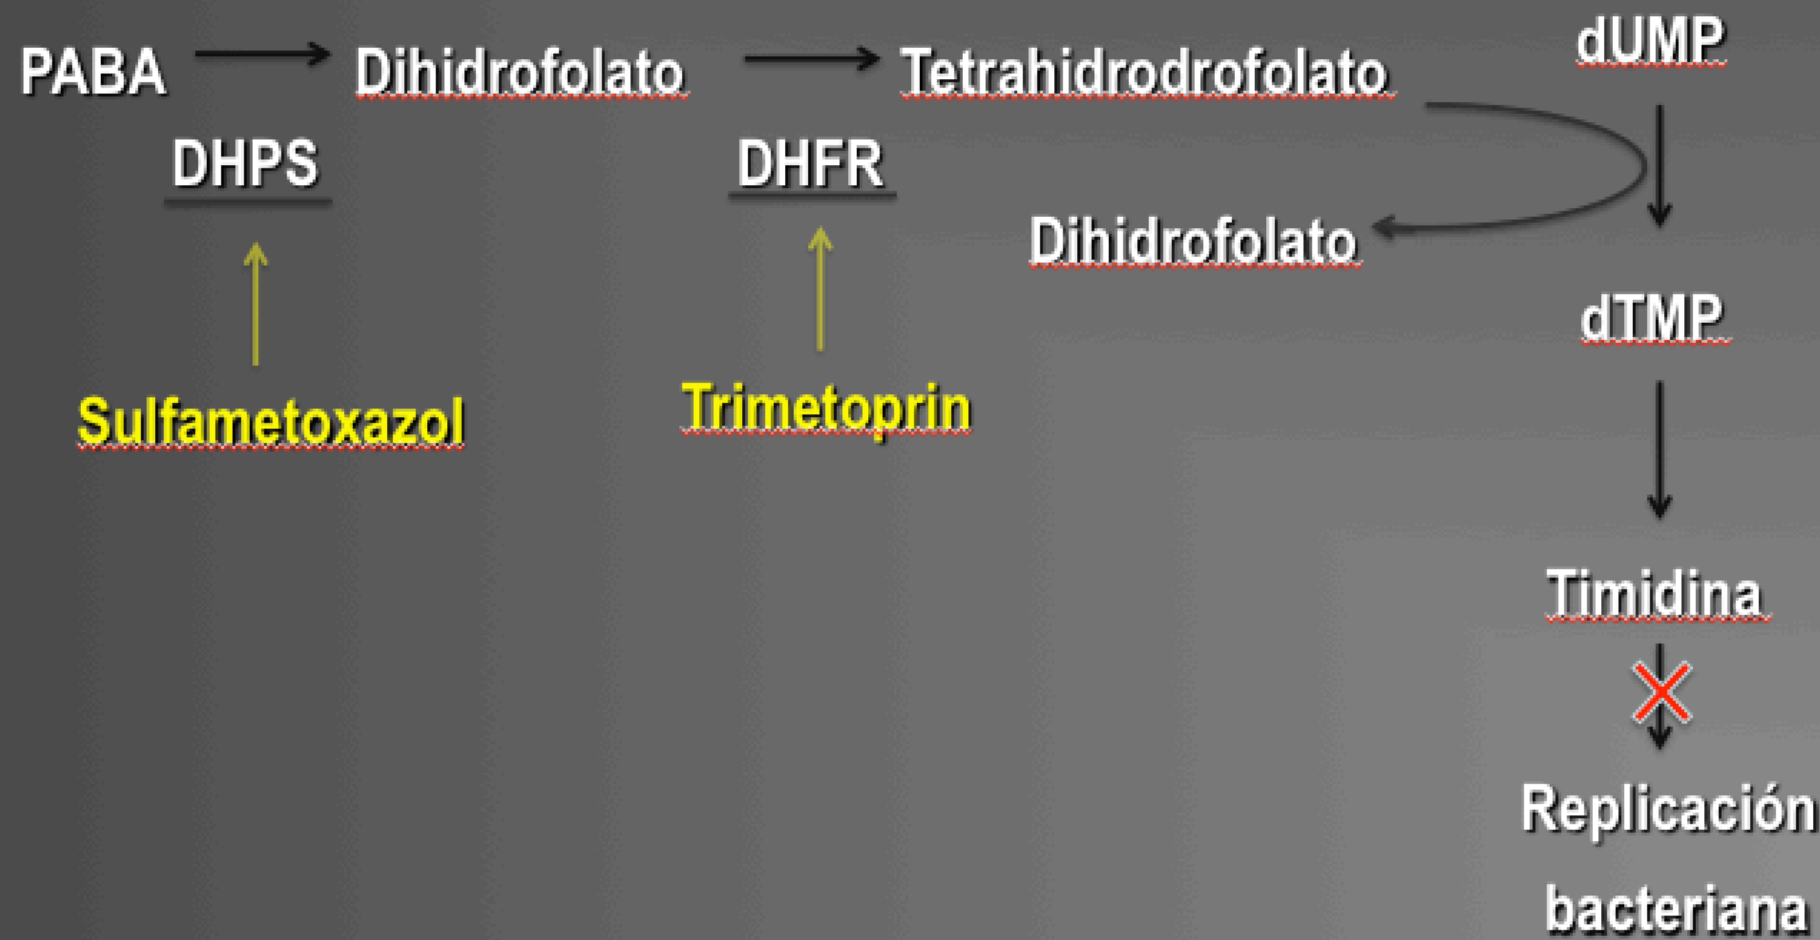 PABA
Dihidrofolato
Tetrahidrodrofolato
dUMP
DHPS
DHFR
Dihidrofolato
dTMP
Sulfametoxazol
Trimetoprin
Timidina
Replicación
bacteriana